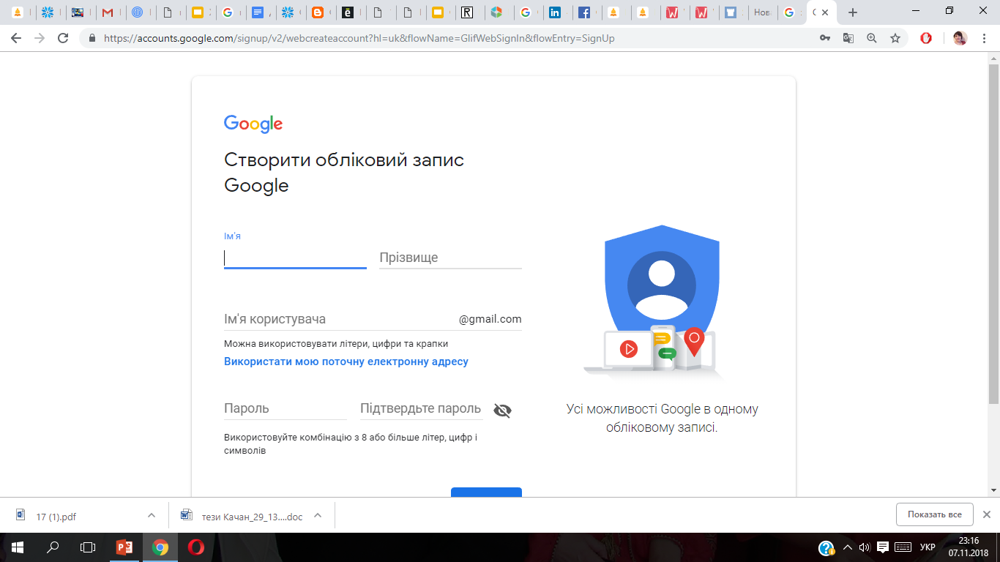 Нова
https://accounts.google.com/signup/v2/webcreateaccount?hl=uk&flowName=GlifWebSignIn&flowEntry=SignUp
Google
Створити обліковий запис
Google
Ім'я
Прізвище
Ім'я користувача @gmail.com
Можна використовувати літери, цифри та крапки
Використати мою поточну електронну адресу
Пароль Підтвердьте пароль
Використовуйте комбінацію з 8 або більше літер, цифр і
символів
Усі можливості Google в одному
обліковому записі.
17 (1).pdf
тези Качан_29_13....doc
Показать все
УКР
23:16
07.11.2018